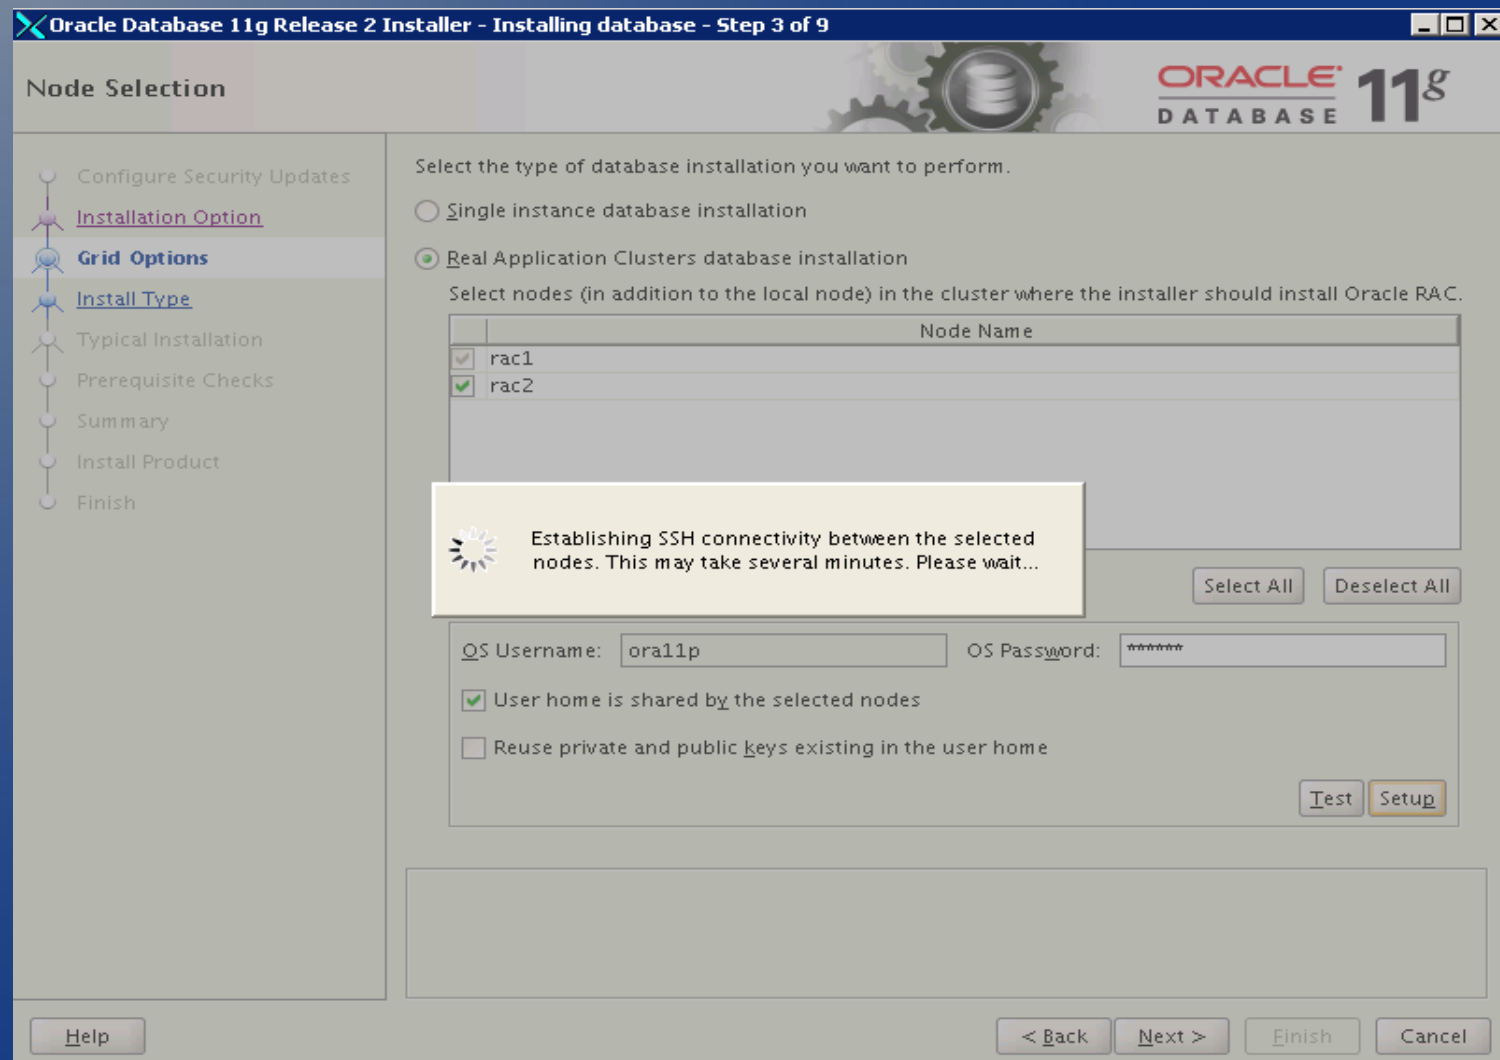 Oracle Database 11g Release 2 Installer - Installing database - Step 3 of 9
Node Selection
ORACLE
DATABASE
11g
Configure Security Updates
Installation Option
Grid Options
Install Type
Typical Installation
Prerequisite Checks
Summary
Install Product
Finish
Select the type of database installation you want to perform.
Single instance database installation
Real Application Clusters database installation
Select nodes (in addition to the local node) in the cluster where the installer should install Oracle RAC.
Node Name
rac1
rac2
Establishing SSH connectivity between the selected
nodes. This may take several minutes. Please wait...
Select All
Deselect All
OS Username: ora11p OS Password: ******
User home is shared by the selected nodes
Reuse private and public keys existing in the user home
Test
Setup
Help
< Back
Next >
Finish
Cancel